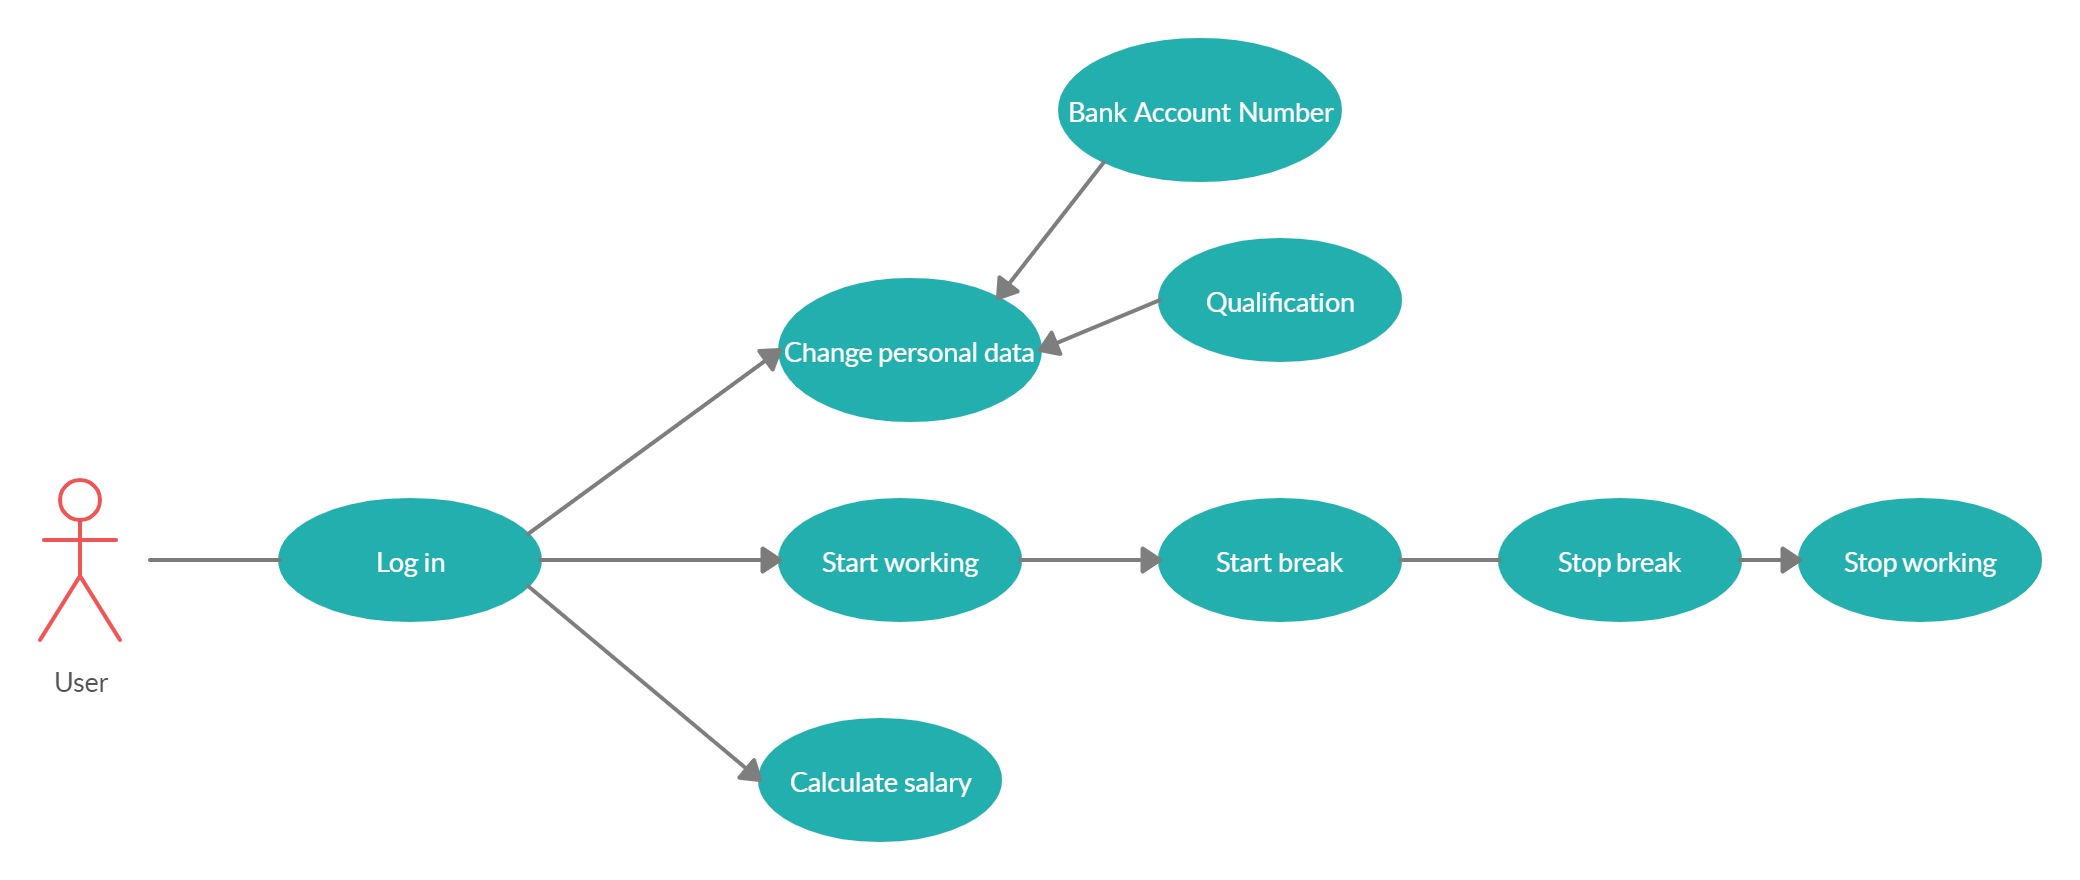 Bank Account Number
Qualification
Change personal data
Log in
Start working
Start break
Stop break
Stop working
User
Calculate salary